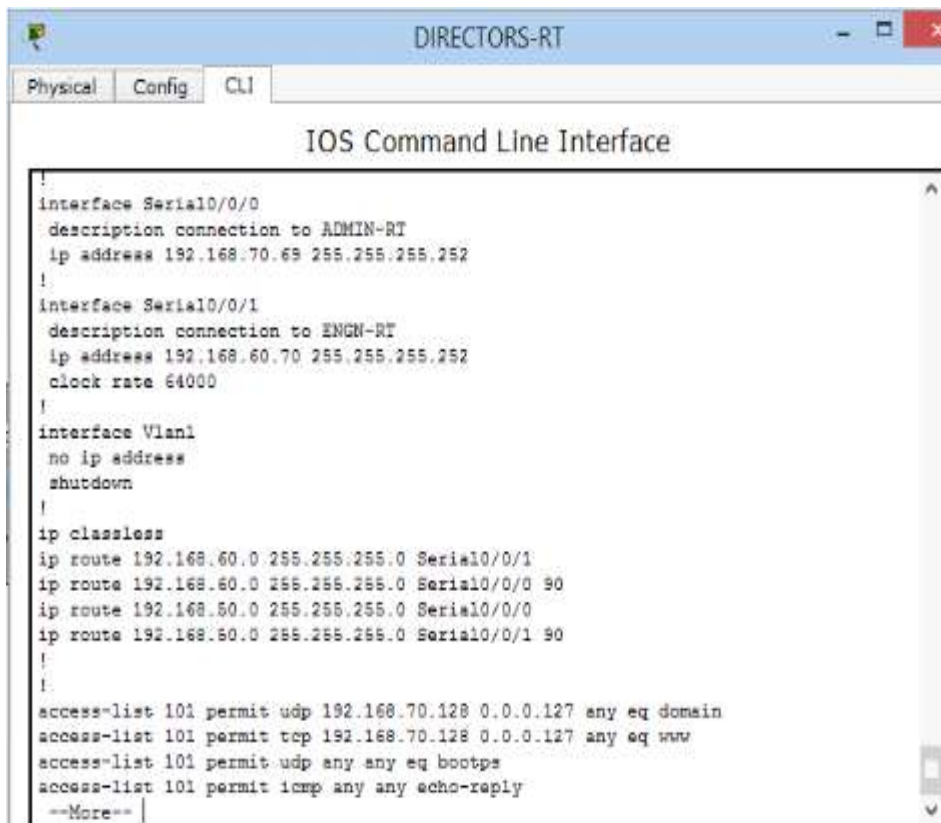 DIRECTORS-RT
Physical Config CLI
IOS Command Line Interface
!
interface Serial0/0/0
description connection to ADMIN-RT
ip address 192.168.70.69 255.255.255.252
!
interface Serial0/0/1
description connection to ENGN-RT
ip address 192.168.60.70 255.255.255.252
clock rate 64000
!
interface Vlan1
no ip address
shutdown
!
ip classless
ip route 192.168.60.0 255.255.255.0 Serial0/0/1
ip route 192.168.60.0 255.255.255.0 Serial0/0/0 90
ip route 192.168.50.0 255.255.255.0 Serial0/0/0
ip route 192.168.50.0 255.255.255.0 Serial0/0/1 90
!
!
access-list 101 permit udp 192.168.70.128 0.0.0.127 any eq domain
access-list 101 permit tcp 192.168.70.128 0.0.0.127 any eq www
access-list 101 permit udp any any eq bootps
access-list 101 permit icmp any any echo-reply
--More--